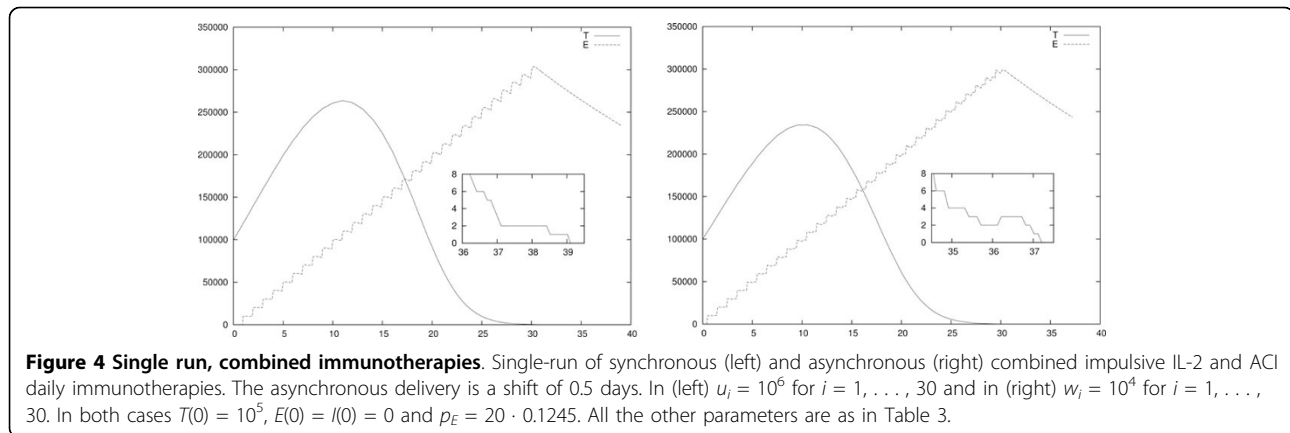 350000
300000
250000
200000
150000
100000
50000
0
0 5 10 15 20 25 30 35 40
T
E
8
6
4
2
0
36 37 38 39
350000
300000
250000
200000
150000
100000
50000
0
0 5 10 15 20 25 30 35 40
T
E
8
6
4
2
0
35 36 37
Figure 4 Single run, combined immunotherapies. Single-run of synchronous (left) and asynchronous (right) combined impulsive IL-2 and ACI
daily immunotherapies. The asynchronous delivery is a shift of 0.5 days. In (left) uᵢ = 10⁶ for i = 1, . . . , 30 and in (right) wᵢ = 10⁴ for i = 1, . . . ,
30. In both cases T(0) = 10⁵, E(0) = I(0) = 0 and p_E = 20 · 0.1245. All the other parameters are as in Table 3.